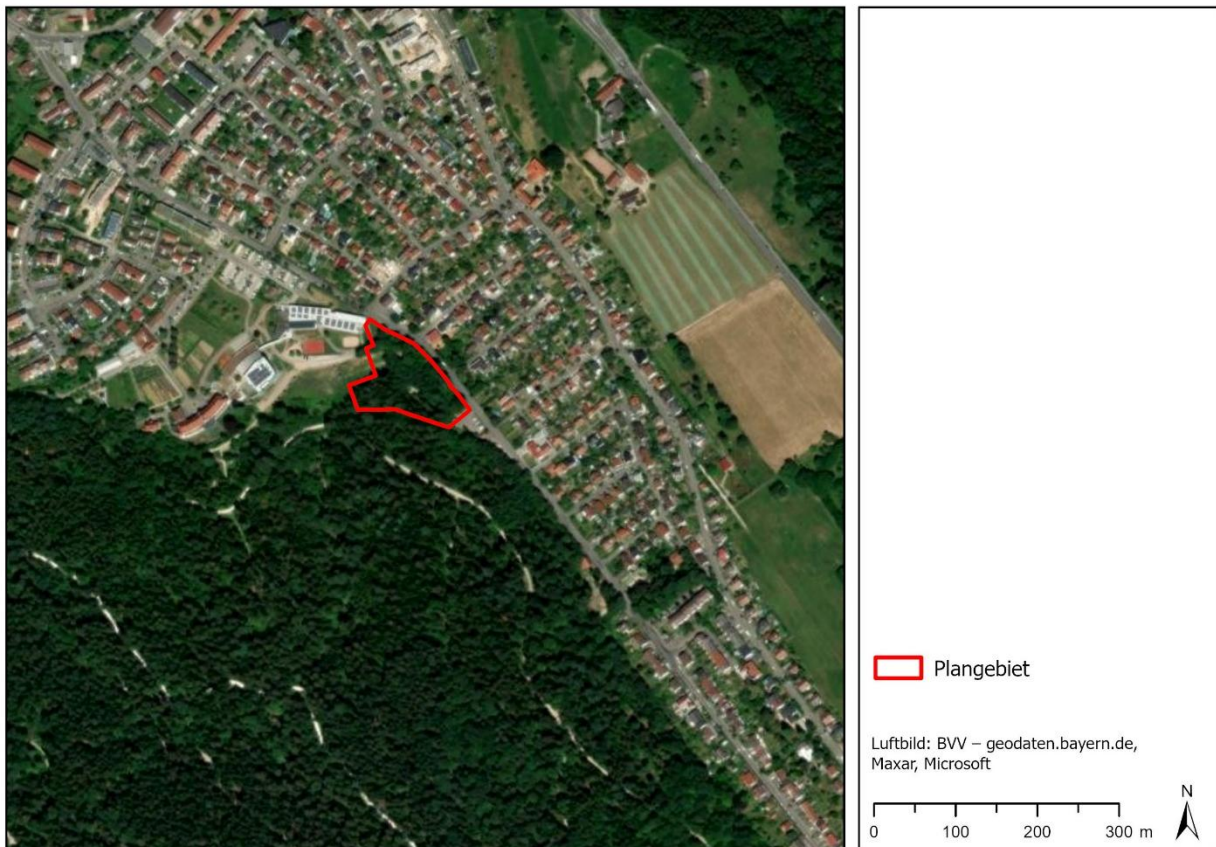 Plangebiet
Luftbild: BVV – geodaten.bayern.de,
Maxar, Microsoft
N
0 100 200 300 m